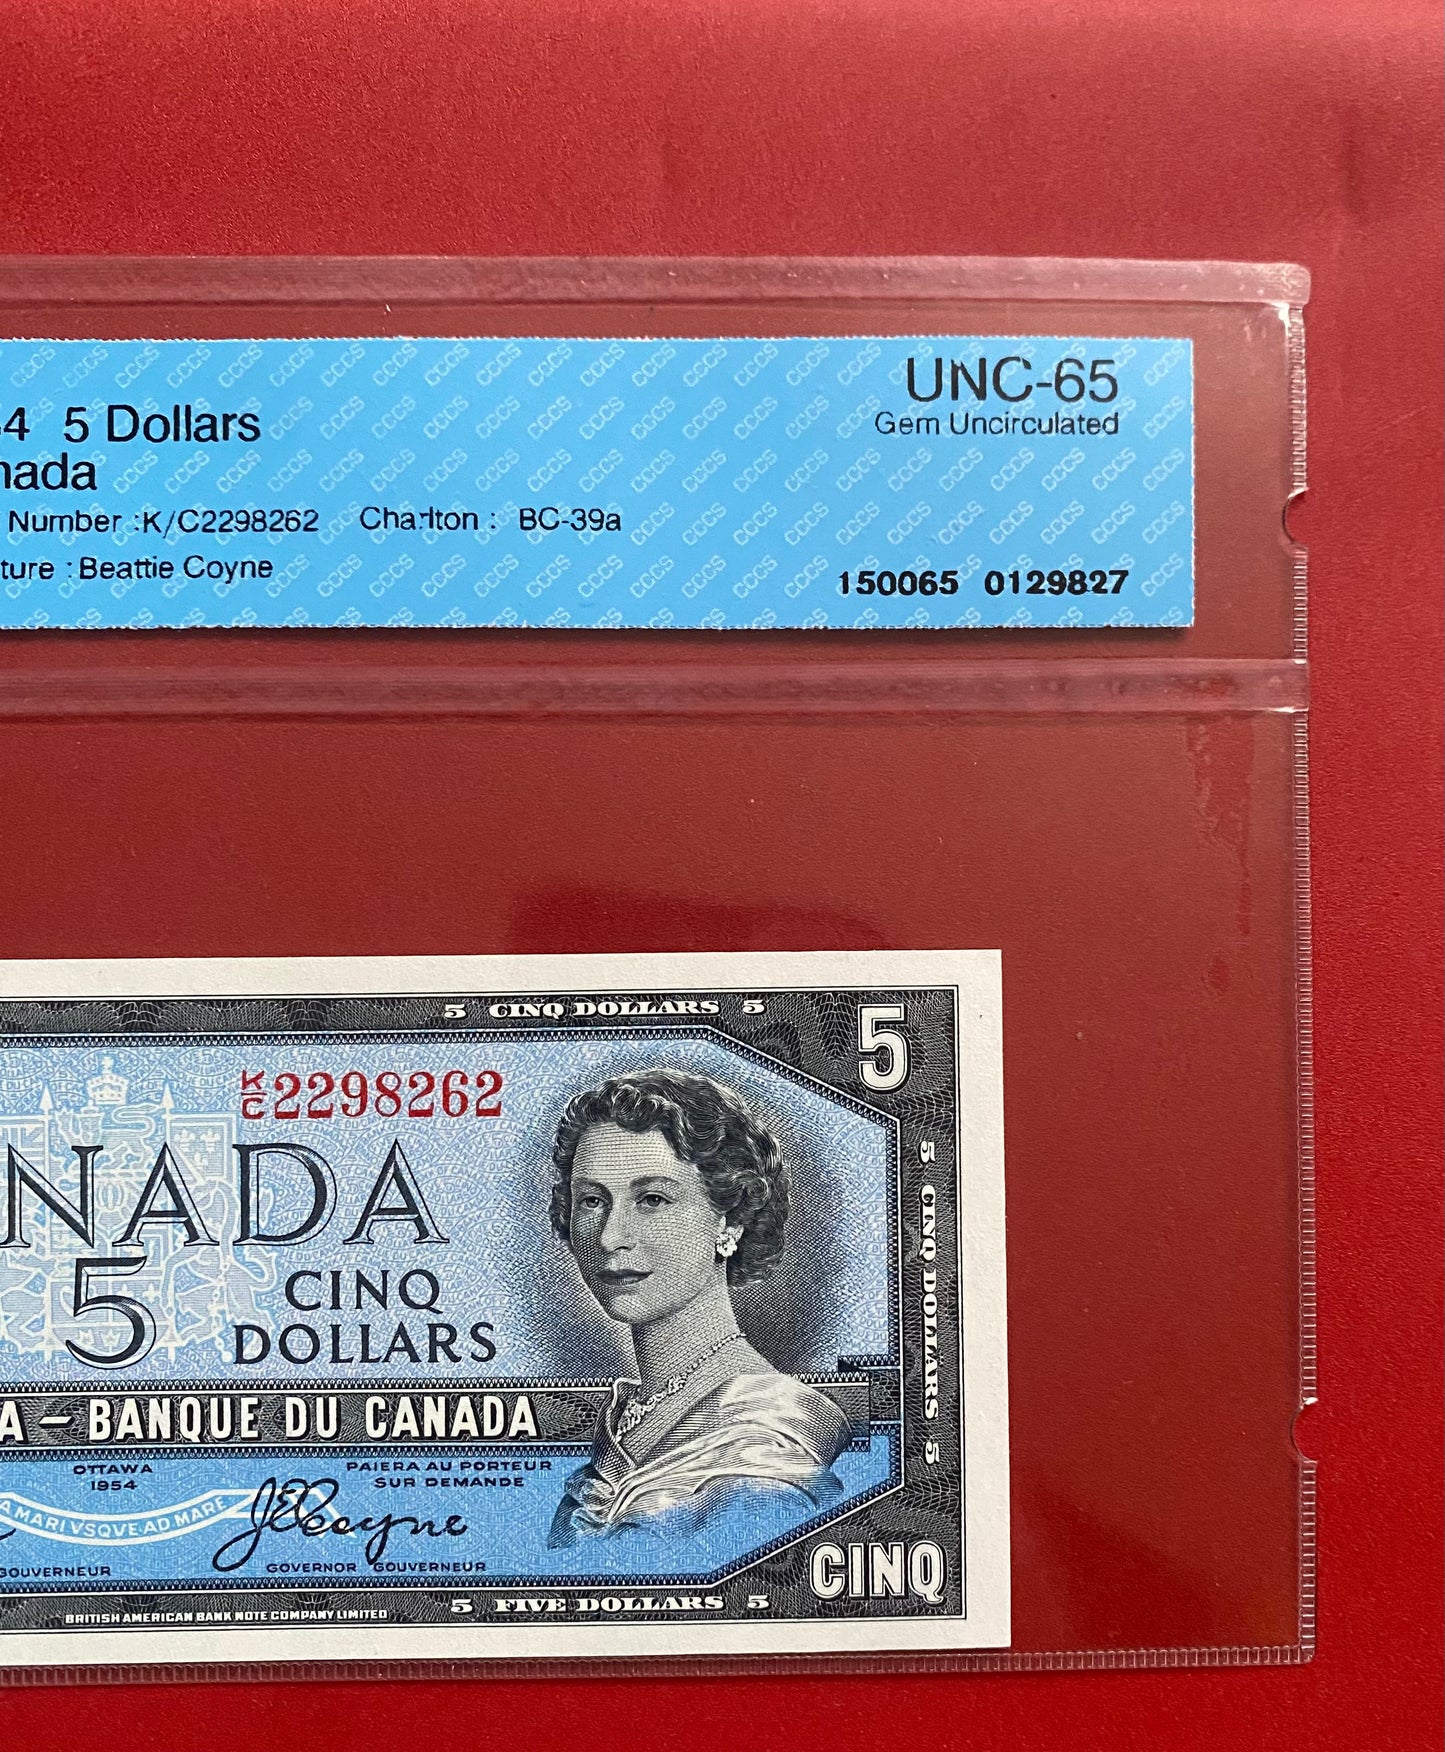 UNC-65
Gem Uncirculated
4 5 Dollars
nada
Number :K/C2298262 Charlton : BC-39a
ture : Beattie Coyne
150065 0129827
CCCS
5 CINQ DOLLARS 5
5
K/C 2298262
NADA
5 CINQ
DOLLARS
5 CINQ DOLLARS 5
A – BANQUE DU CANADA
OTTAWA
1954
PAIERA AU PORTEUR
SUR DEMANDE
A MARI VSQVE AD MARE
J E Coyne
GOUVERNEUR
GOVERNOR GOUVERNEUR
CINQ
BRITISH AMERICAN BANK NOTE COMPANY LIMITED
5 FIVE DOLLARS 5